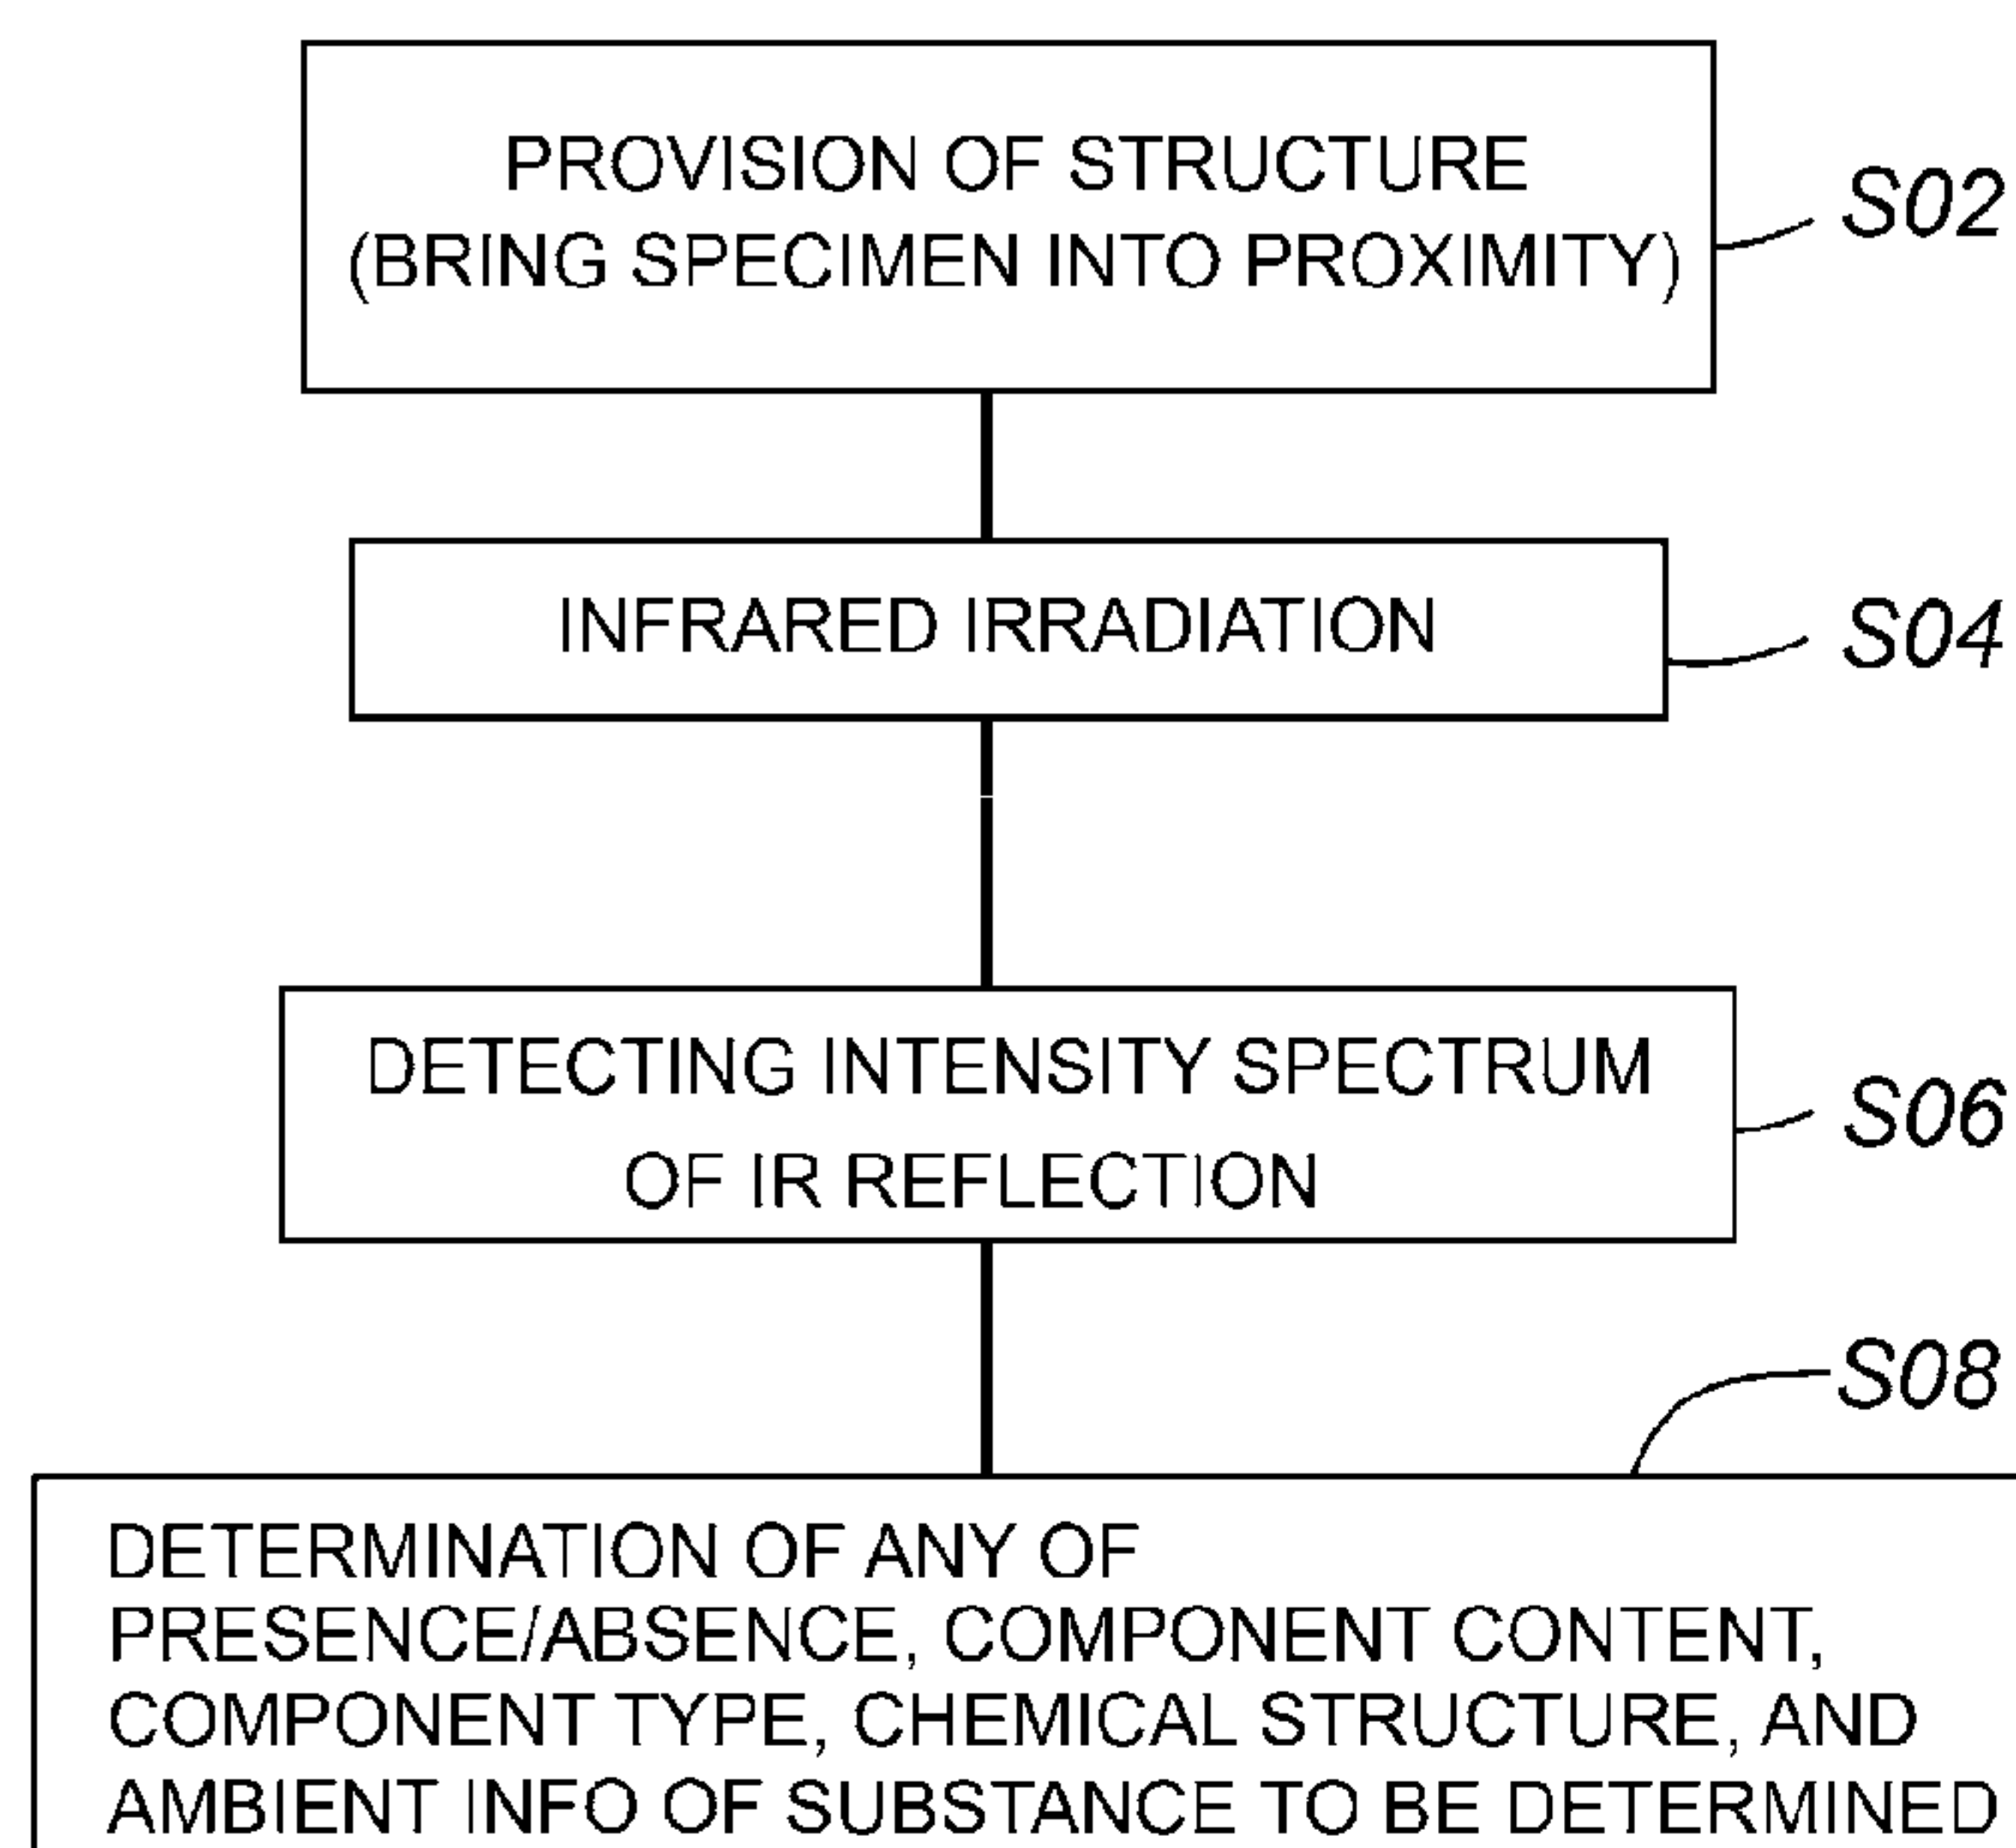 PROVISION OF STRUCTURE
(BRING SPECIMEN INTO PROXIMITY)
S02
INFRARED IRRADIATION
S04
DETECTING INTENSITY SPECTRUM
OF IR REFLECTION
S06
S08
DETERMINATION OF ANY OF
PRESENCE/ABSENCE, COMPONENT CONTENT,
COMPONENT TYPE, CHEMICAL STRUCTURE, AND
AMBIENT INFO OF SUBSTANCE TO BE DETERMINED